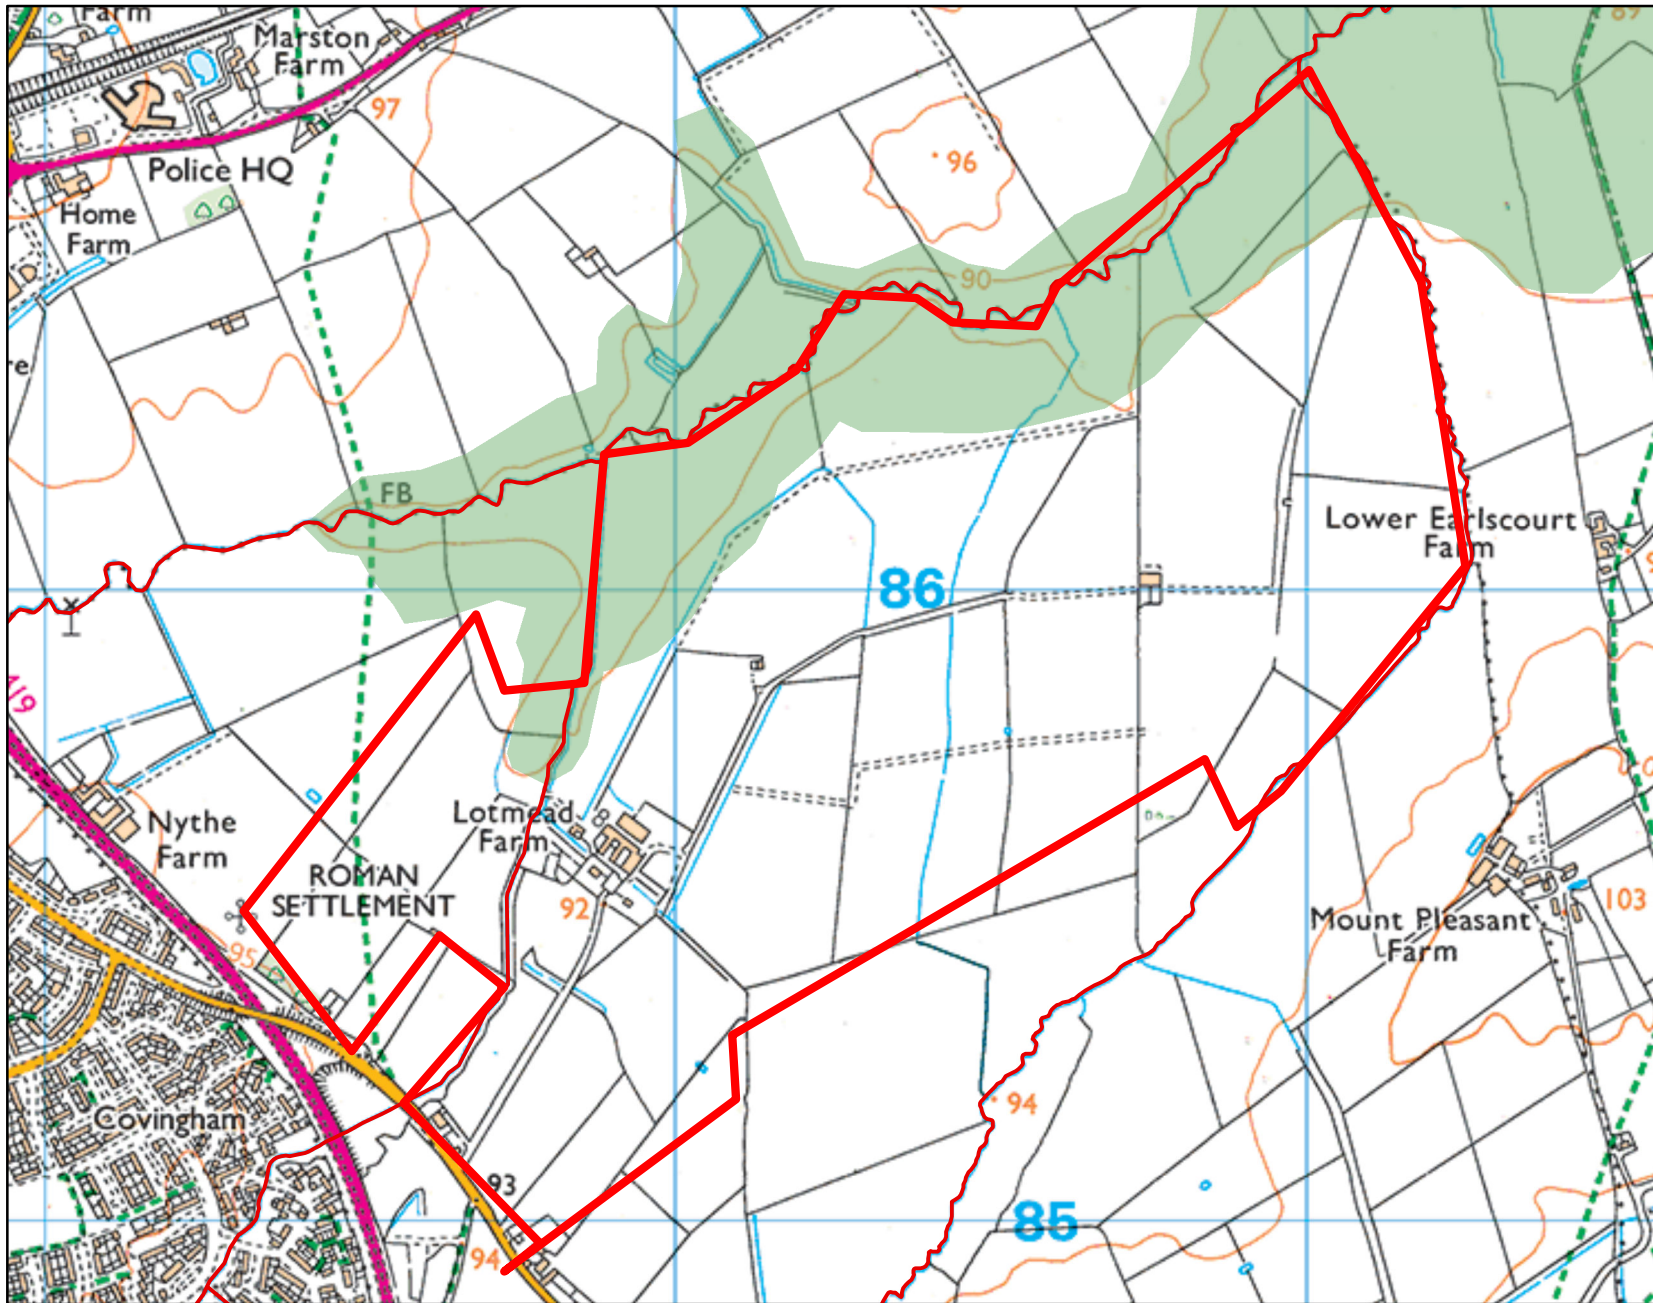 Farm
89
Marston
Farm
97
96
Police HQ
Home
Farm
90
FB
Lower Earlscourt
Farm
86
Nythe
Farm
Lotmead
Farm
ROMAN
SETTLEMENT
92
95
103
Mount Pleasant
Farm
94
Covingham
93
85
94